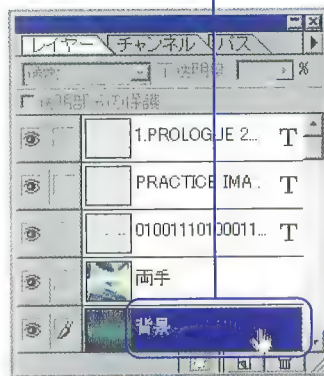 レイヤー チャンネル パス
%
1.PROLOGUE 2...
T
PRACTICE IMA...
T
01001110100011...
T
両手
背景